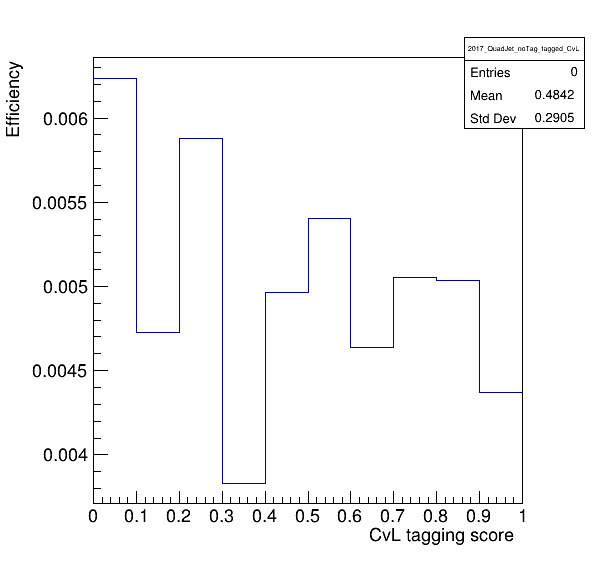 2017_QuadJet_noTag_tagged_CvL
Entries 0
Mean 0.4842
Std Dev 0.2905
Efficiency
0.006
0.0055
0.005
0.0045
0.004
0 0.1 0.2 0.3 0.4 0.5 0.6 0.7 0.8 0.9 1
CvL tagging score